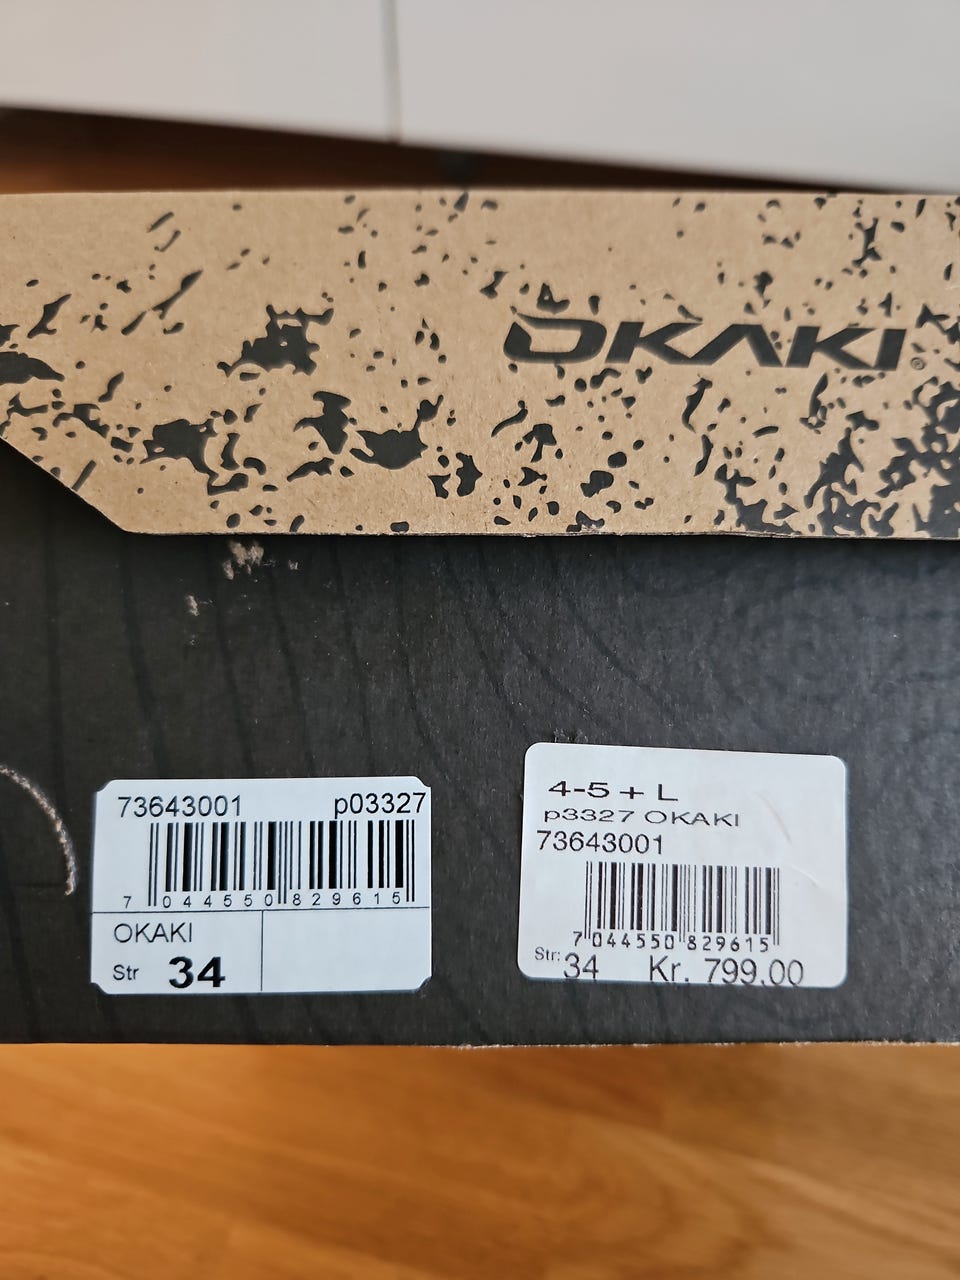 OKAKI®
73643001 p03327
7 044550 829615
OKAKI
Str 34
4-5 + L
p3327 OKAKI
73643001
7 044550 829615
Str: 34 Kr. 799.00